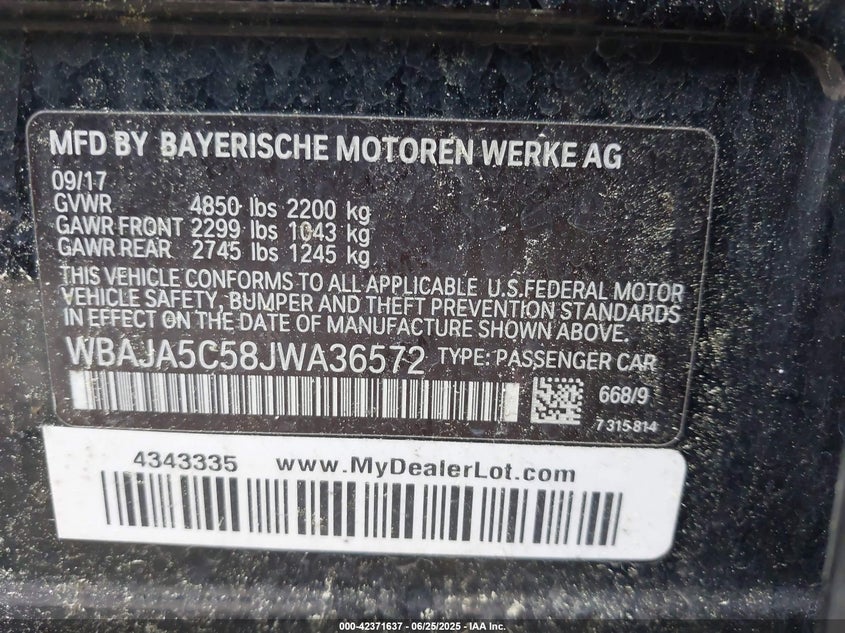 MFD BY BAYERISCHE MOTOREN WERKE AG
09/17
GVWR 4850 lbs 2200 kg
GAWR FRONT 2299 lbs 1043 kg
GAWR REAR 2745 lbs 1245 kg
THIS VEHICLE CONFORMS TO ALL APPLICABLE U.S.FEDERAL MOTOR
VEHICLE SAFETY, BUMPER AND THEFT PREVENTION STANDARDS
IN EFFECT ON THE DATE OF MANUFACTURE SHOWN ABOVE.
WBAJA5C58JWA36572 TYPE: PASSENGER CAR
668/9
7 315 814
4343335 www.MyDealerLot.com
000-42371637 - 06/25/2025 - IAA Inc.